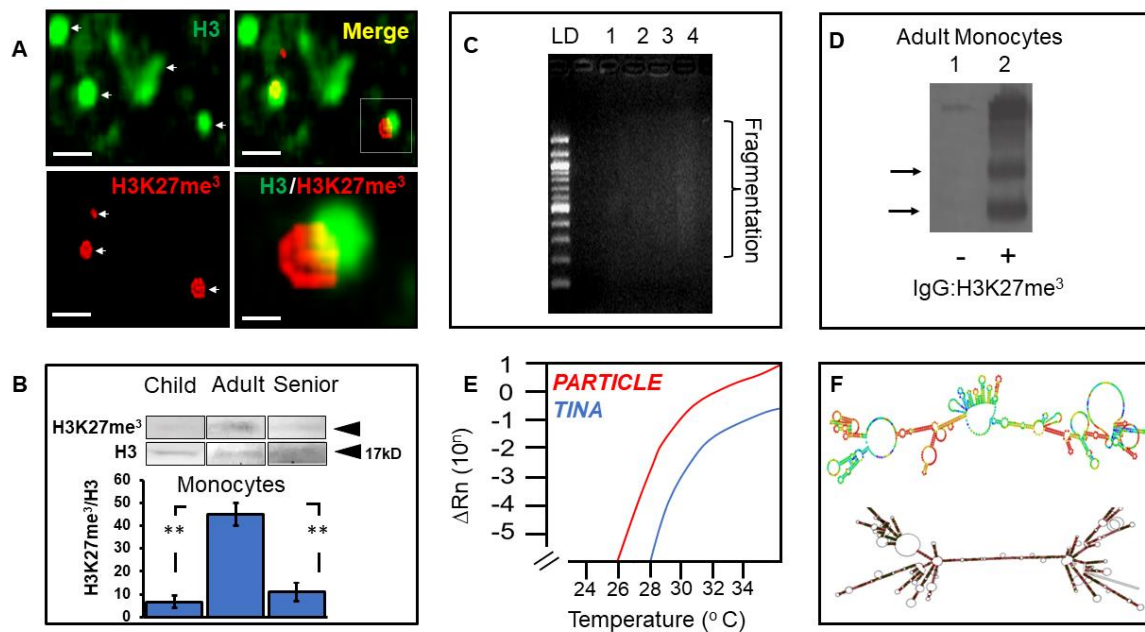 A
H3
Merge
H3K27me³
H3/H3K27me³
B
Child Adult Senior
H3K27me³
H3
17kD
Monocytes
H3K27me³/H3
60
50
40
30
20
10
0
**
**
C
LD 1 2 3 4
Fragmentation
D
Adult Monocytes
1 2
- +
IgG:H3K27me³
E
PARTICLE
TINA
ΔRn (10ⁿ)
1
0
-1
-2
-3
-4
-5
24 26 28 30 32 34
Temperature (° C)
F